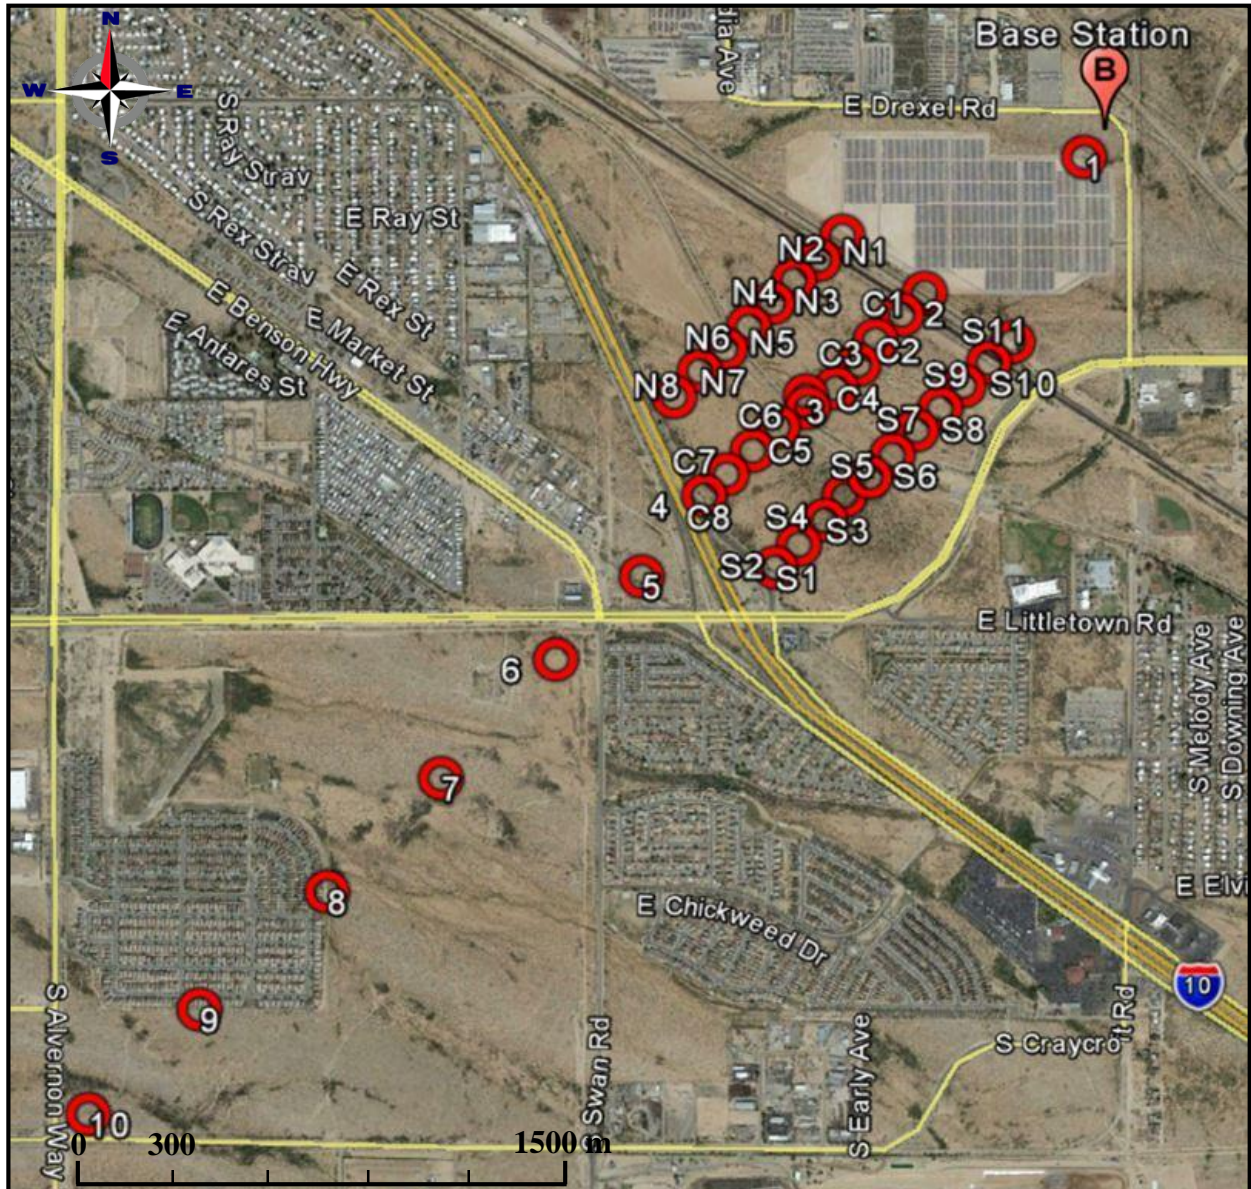 N
W E
S
dia Ave
Base Station
B
E Drexel Rd
1
S Ray Strav
E Ray St
S Rex Strav
E Rex St
E Benson Hwy
E Market St
E Antares St
N2 N1
N4 N3
N6 N5
N8 N7
C1 2
C3 C2
S11
S9 S10
C6 3 C4
S7 S8
C7 C5
S5 S6
4 C8
S4 S3
S2 S1
5
E Littletown Rd
6
S Melody Ave
S Downing Ave
7
8
E Elvi
E Chickweed Dr
9
10
S Alvernon Way
S Swan Rd
S Early Ave
S Craycroft Rd
10
0 300 1500 m